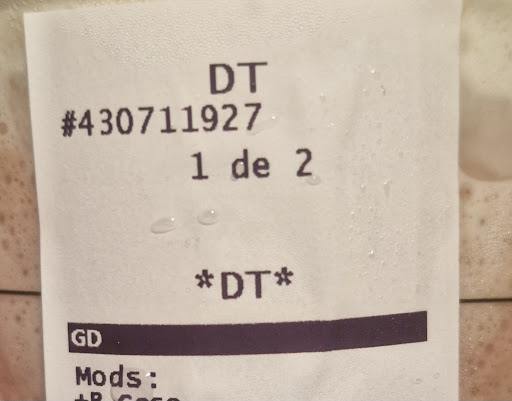 DT
#430711927
1 de 2
*DT*
GD
Mods: